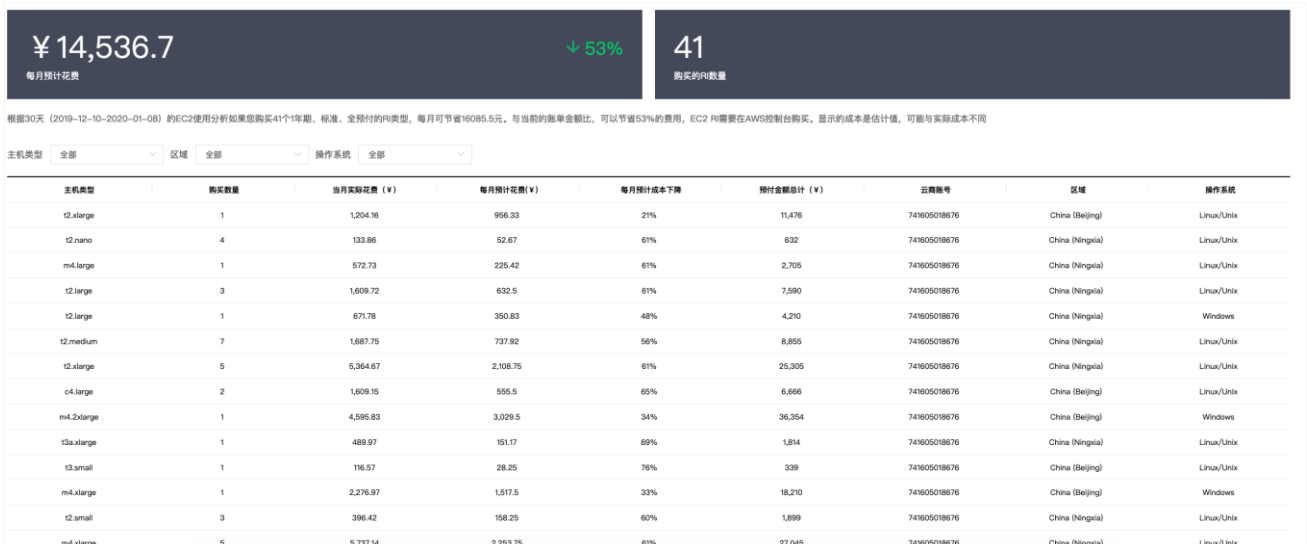 ￥14,536.7 ↓ 53%
每月预计花费
41
购买的RI数量
根据30天（2019-12-10-2020-01-08）的EC2使用分析如果您购买41个1年期、标准、全预付的RI类型，每月可节省16085.5元。与当前的账单金额比，可以节省53%的费用，EC2 RI需要在AWS控制台购买。显示的成本是估计值，可能与实际成本不同
主机类型 全部 区域 全部 操作系统 全部
主机类型 购买数量 当月实际花费（¥） 每月预计花费(¥) 每月预计成本下降 预付金额总计（¥） 云商账号 区域 操作系统
t2.xlarge 1 1,204.16 956.33 21% 11,476 741605018676 China (Beijing) Linux/Unix
t2.nano 4 133.86 52.67 61% 632 741605018676 China (Ningxia) Linux/Unix
m4.large 1 572.73 225.42 61% 2,705 741605018676 China (Ningxia) Linux/Unix
t2.large 3 1,609.72 632.5 61% 7,590 741605018676 China (Ningxia) Linux/Unix
t2.large 1 671.78 350.83 48% 4,210 741605018676 China (Ningxia) Windows
t2.medium 7 1,687.75 737.92 56% 8,855 741605018676 China (Ningxia) Linux/Unix
t2.xlarge 5 5,364.67 2,108.75 61% 25,305 741605018676 China (Ningxia) Linux/Unix
c4.large 2 1,609.15 555.5 65% 6,666 741605018676 China (Beijing) Linux/Unix
m4.2xlarge 1 4,595.83 3,029.5 34% 36,354 741605018676 China (Beijing) Windows
t3a.xlarge 1 489.97 151.17 69% 1,814 741605018676 China (Ningxia) Linux/Unix
t3.small 1 116.57 28.25 76% 339 741605018676 China (Beijing) Linux/Unix
m4.xlarge 1 2,276.97 1,517.5 33% 18,210 741605018676 China (Beijing) Windows
t2.small 3 396.42 158.25 60% 1,899 741605018676 China (Ningxia) Linux/Unix
m4.xlarge 5 5,737.14 2,253.75 61% 27,045 741605018676 China (Ningxia) Linux/Unix